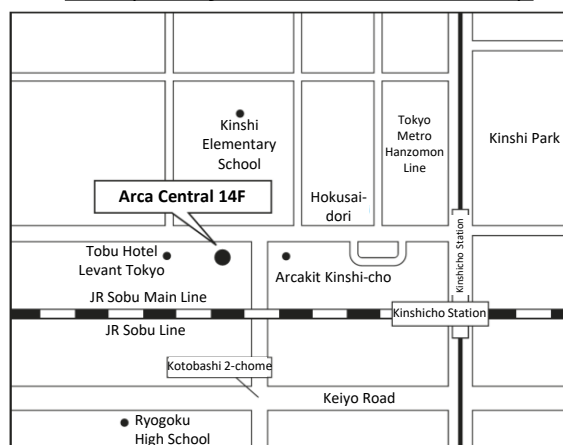 Kinshi
Elementary
School
Tokyo
Metro
Hanzomon
Line
Kinshi Park
Arca Central 14F
Hokusai-
dori
Kinshicho Station
Tobu Hotel
Levant Tokyo
Arcakit Kinshi-cho
JR Sobu Main Line
Kinshicho Station
JR Sobu Line
Kotobashi 2-chome
Keiyo Road
Ryogoku
High School